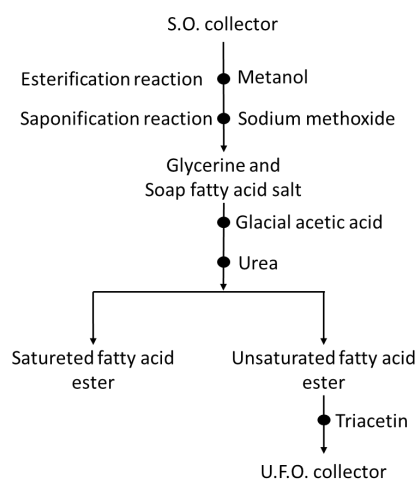 S.O. collector
Esterification reaction Metanol
Saponification reaction Sodium methoxide
Glycerine and
Soap fatty acid salt
Glacial acetic acid
Urea
Satureted fatty acid
ester
Unsaturated fatty acid
ester
Triacetin
U.F.O. collector